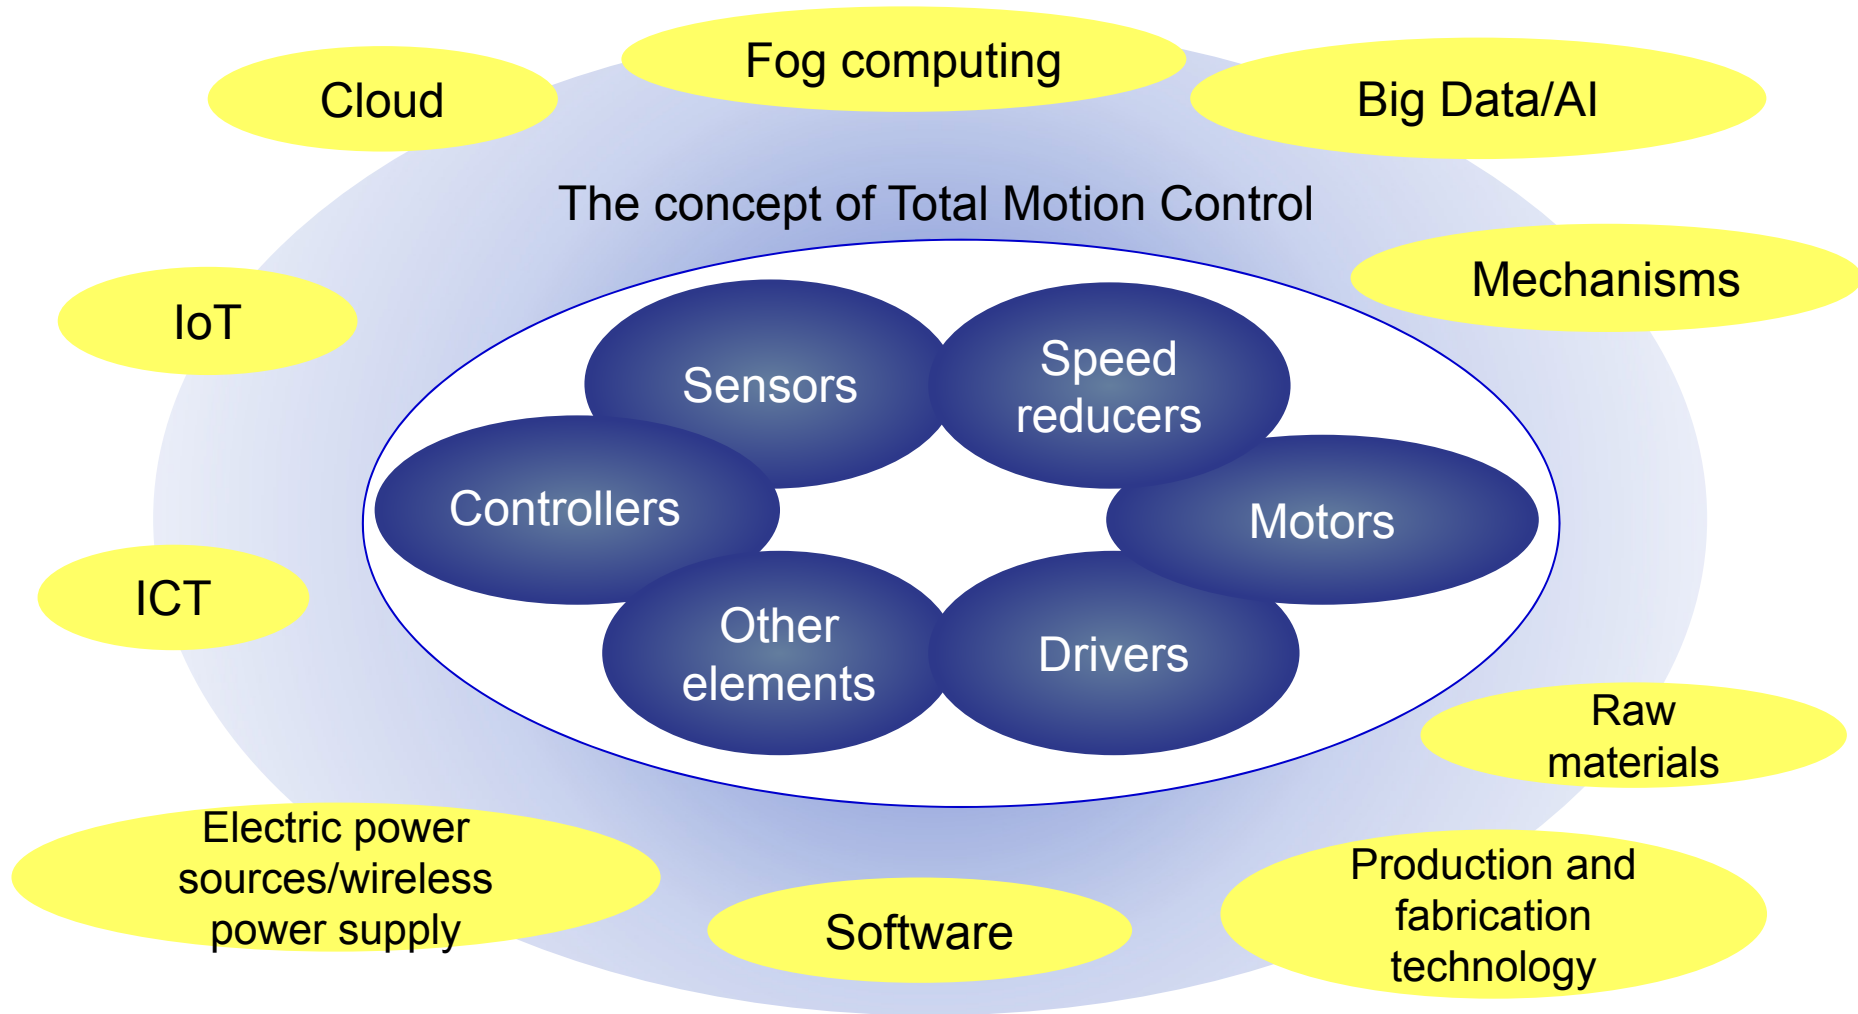 Fog computing
Cloud
Big Data/AI
The concept of Total Motion Control
Mechanisms
IoT
Sensors
Speed
reducers
Controllers
Motors
ICT
Other
elements
Drivers
Raw
materials
Electric power
sources/wireless
power supply
Software
Production and
fabrication
technology